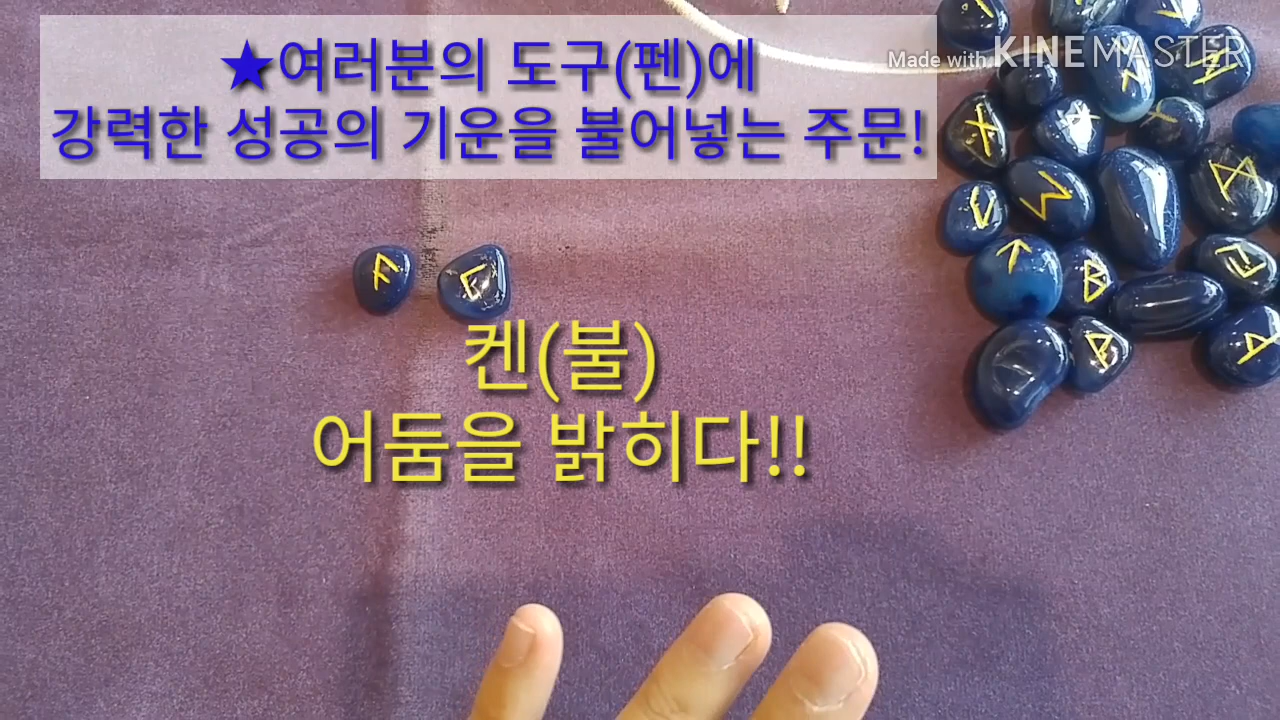 ★여러분의 도구(펜)에
강력한 성공의 기운을 불어넣는 주문!
Made with KINEMASTER
켄(불)
어둠을 밝히다!!